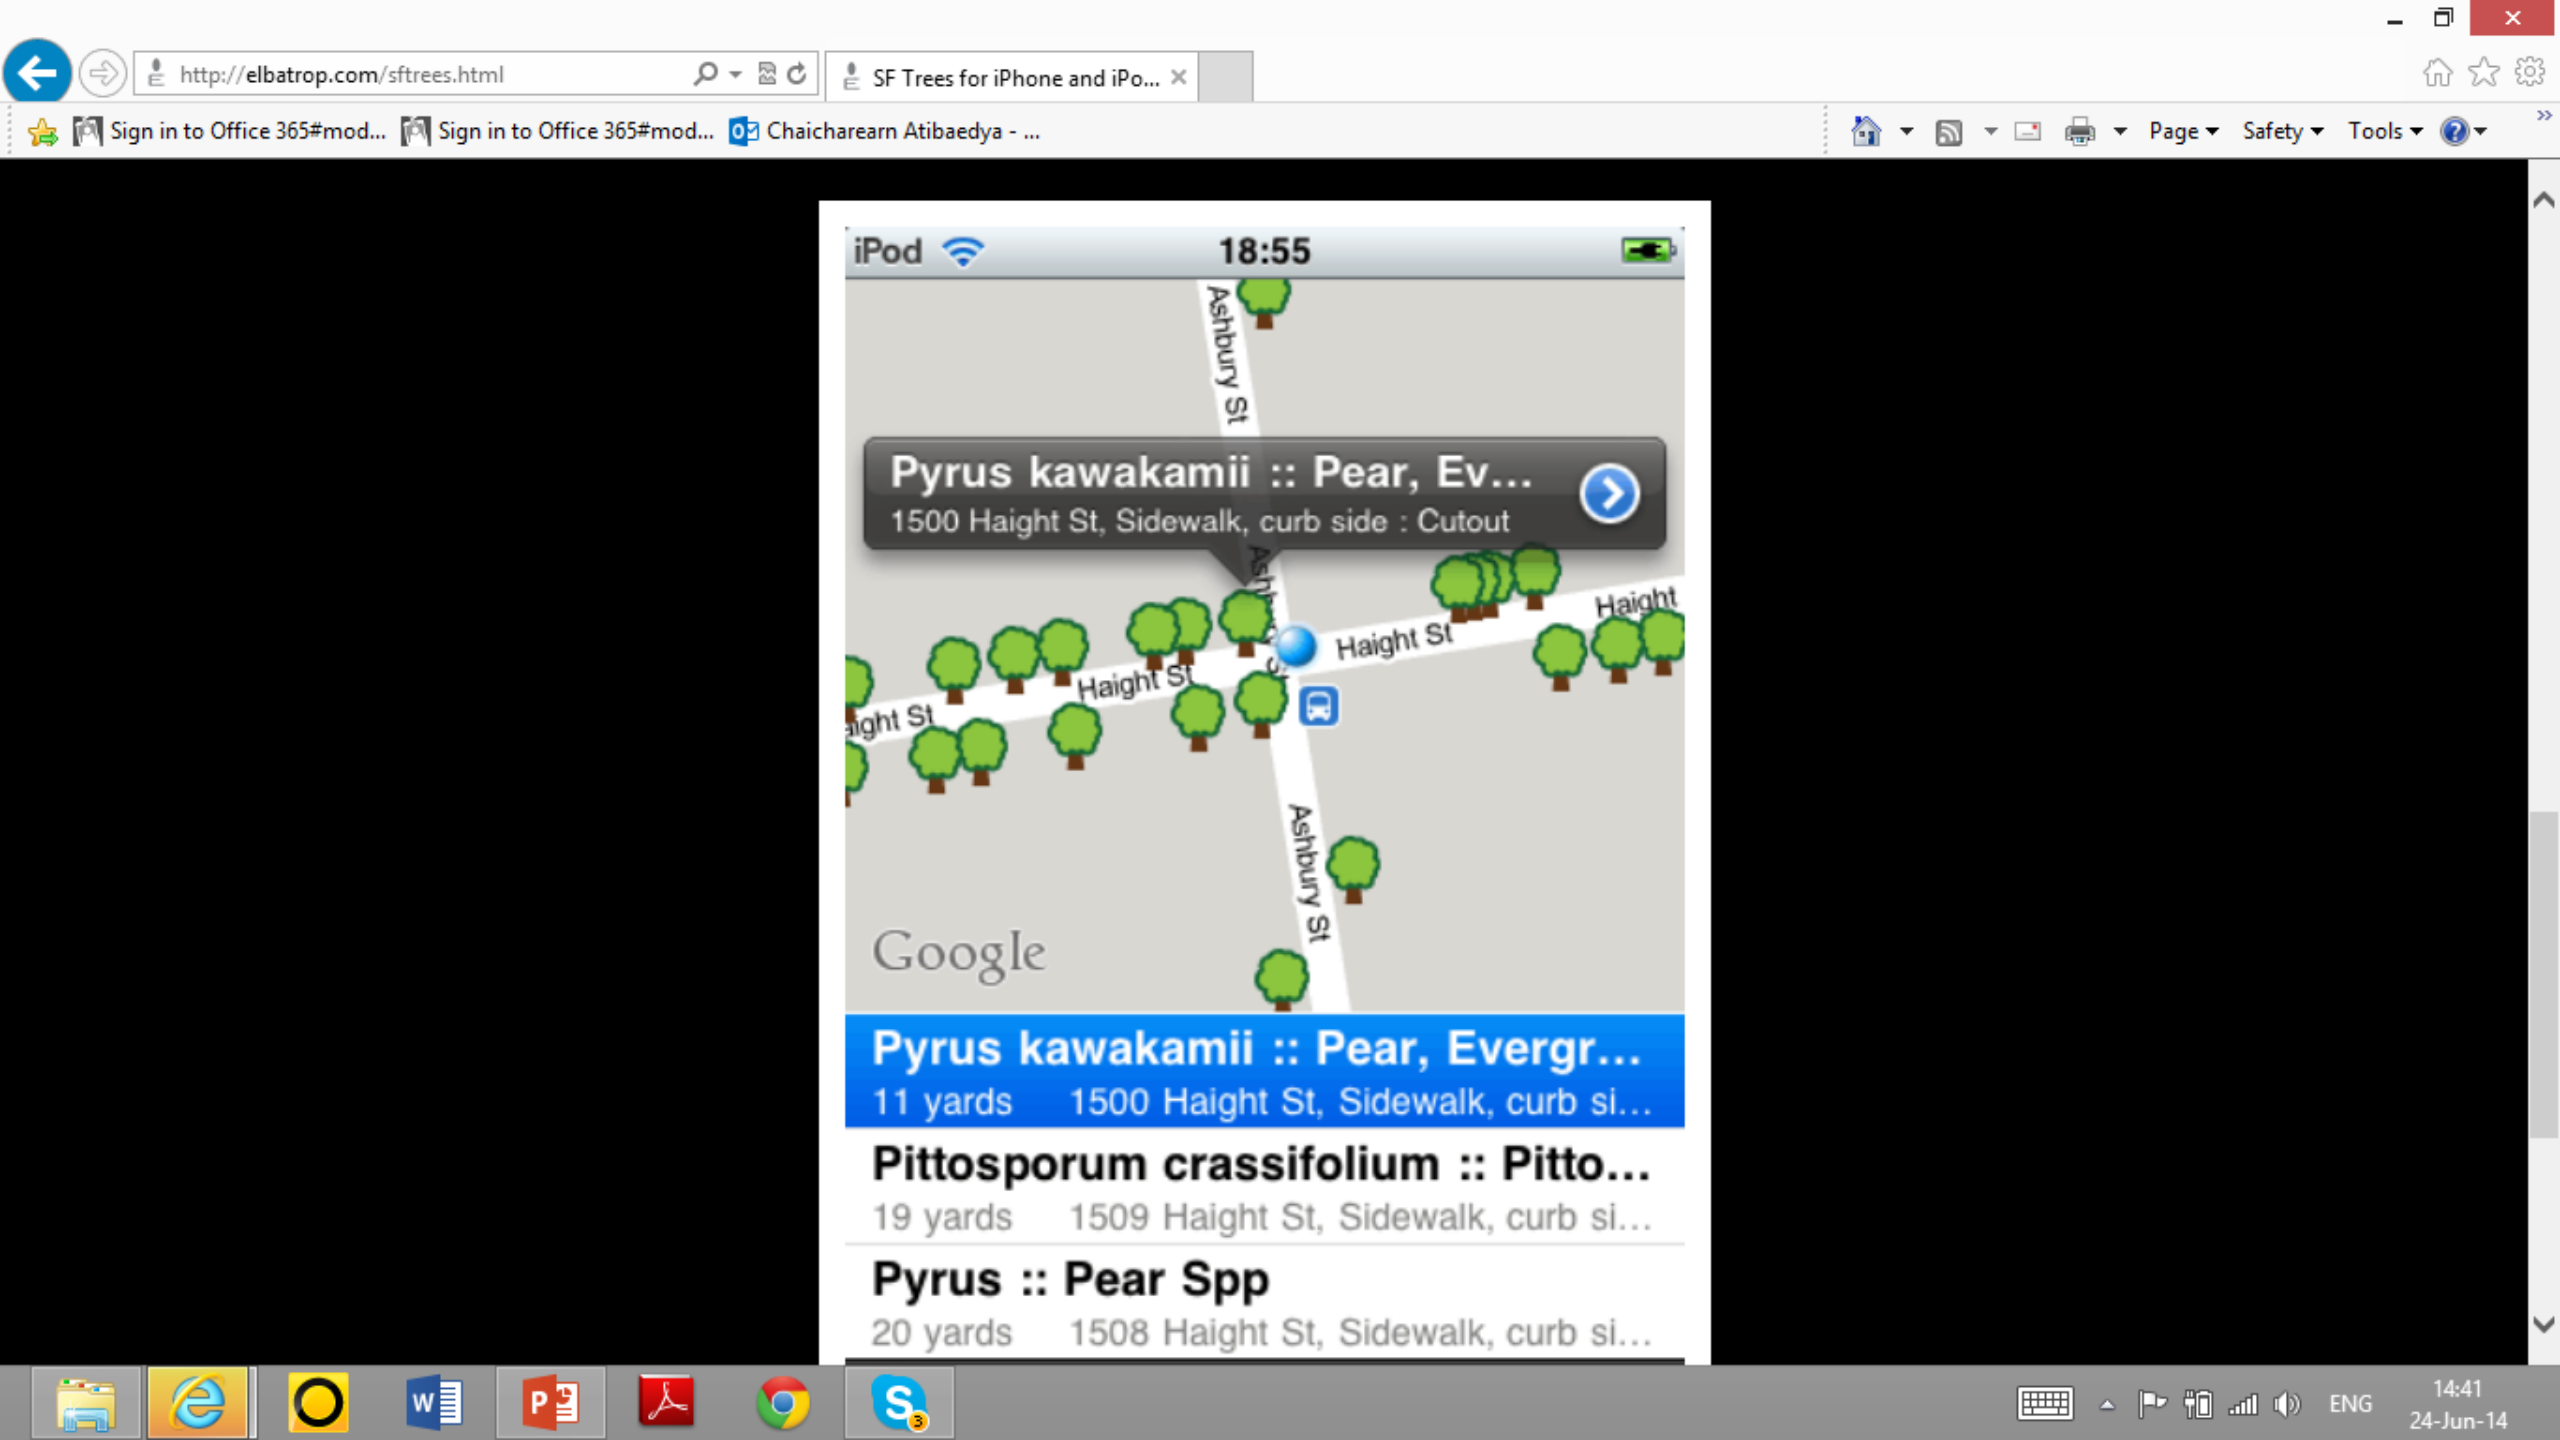 http://elbatrop.com/sftrees.html
SF Trees for iPhone and iPo...
Sign in to Office 365#mod... Sign in to Office 365#mod... Chaicharearn Atibaedya - ...
Page Safety Tools
iPod 18:55
Ashbury St
Pyrus kawakamii :: Pear, Ev...
1500 Haight St, Sidewalk, curb side : Cutout
Haight
Haight St
Haight St
ight St
Ashbury St
Google
Pyrus kawakamii :: Pear, Evergr...
11 yards 1500 Haight St, Sidewalk, curb si...
Pittosporum crassifolium :: Pitto...
19 yards 1509 Haight St, Sidewalk, curb si...
Pyrus :: Pear Spp
20 yards 1508 Haight St, Sidewalk, curb si...
ENG
14:41
24-Jun-14